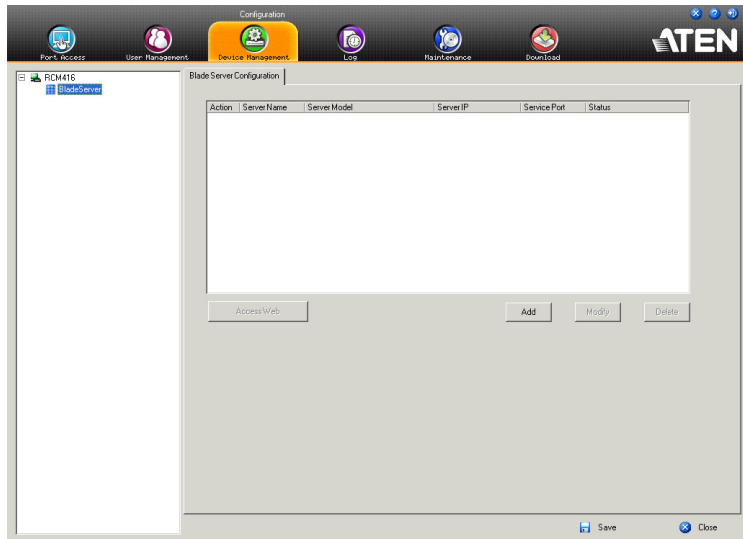 Configuration
Port Access
User Management
Device Management
Log
Maintenance
Download
ATEN
RCM416
BladeServer
Blade Server Configuration
Action Server Name Server Model Server IP Service Port Status
Access Web Add Modify Delete
Save Close